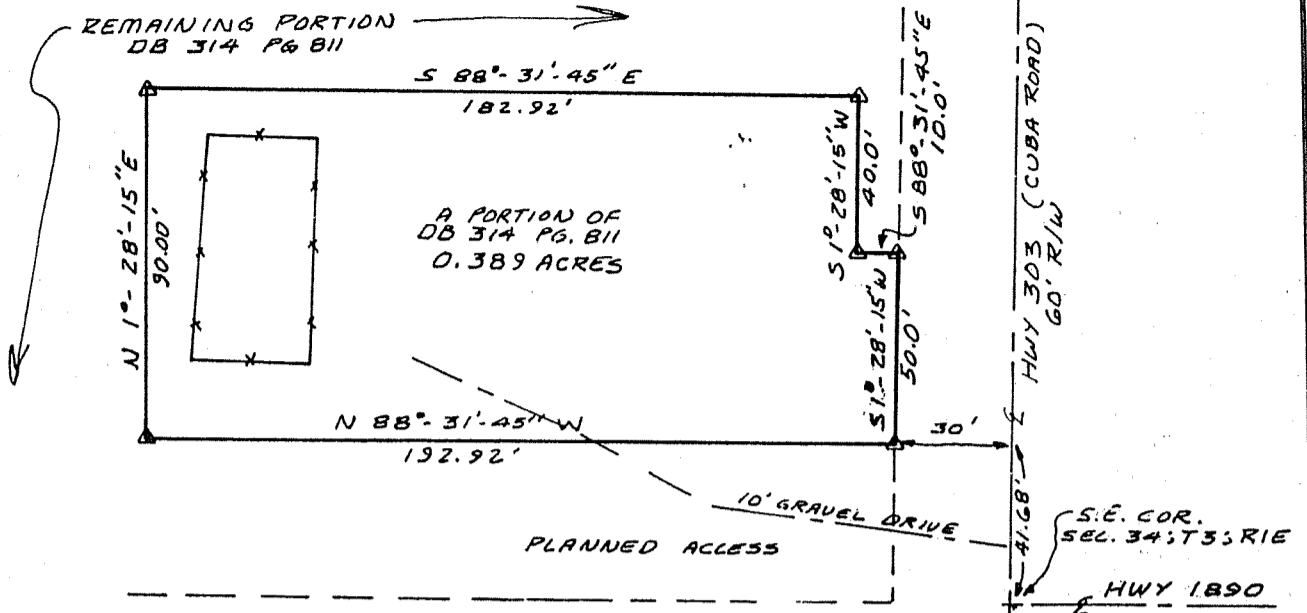 REMAINING PORTION
DB 314 PG 811
S 88°-31'-45" E
182.92'
S 1°-28'-15" W
40.0'
S 88°-31'-45" E
10.0'
HWY 303 (CUBA ROAD)
60' R/W
N 1°-28'-15" E
90.00'
A PORTION OF
DB 314 PG. 811
0.389 ACRES
S 1°-28'-15" W
50.0'
N 88°-31'-45" W
192.92'
30'
10' GRAVEL DRIVE
41.68'
S.E. COR.
SEC. 34; T3; R1E
PLANNED ACCESS
HWY 1890